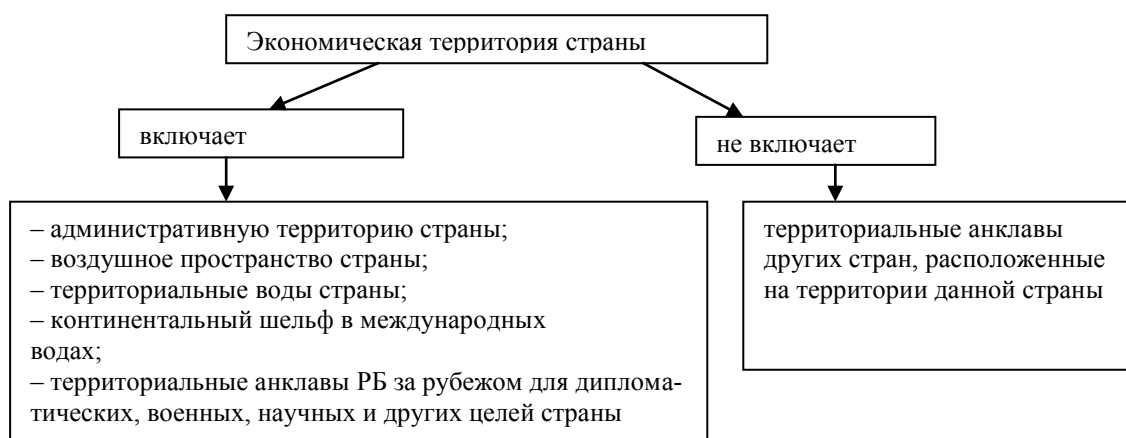 Экономическая территория страны
включает
не включает
– административную территорию страны;
– воздушное пространство страны;
– территориальные воды страны;
– континентальный шельф в международных
водах;
– территориальные анклавы РБ за рубежом для диплома-
тических, военных, научных и других целей страны
территориальные анклавы
других стран, расположенные
на территории данной страны